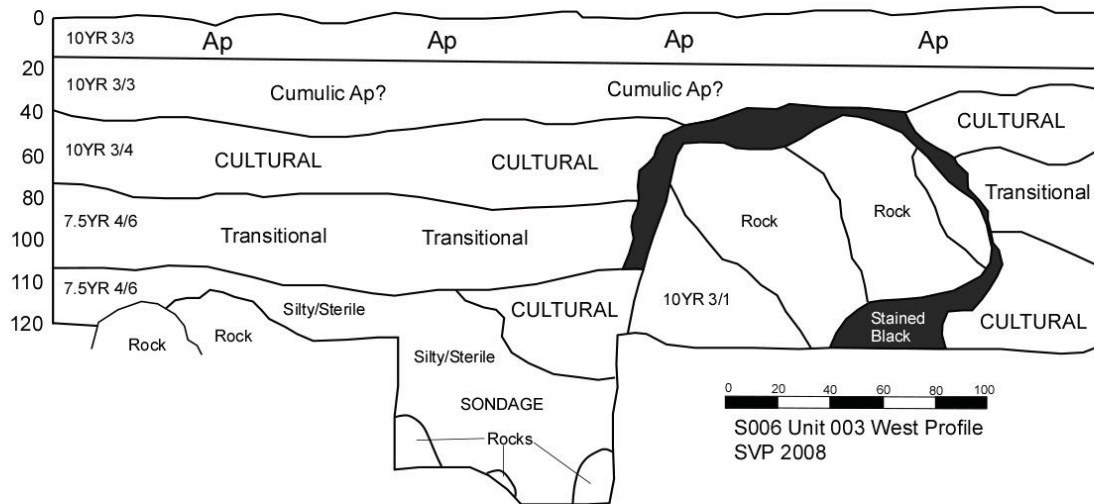 0
10YR 3/3 Ap Ap Ap Ap
20
10YR 3/3 Cumulic Ap? Cumulic Ap?
40
CULTURAL
60
10YR 3/4 CULTURAL CULTURAL
80
Rock Rock Transitional
7.5YR 4/6 Transitional Transitional
100
110
7.5YR 4/6 Silty/Sterile CULTURAL 10YR 3/1
120
Stained
Black
CULTURAL
Rock Rock Silty/Sterile
SONDAGE
Rocks
0 20 40 60 80 100
S006 Unit 003 West Profile
SVP 2008